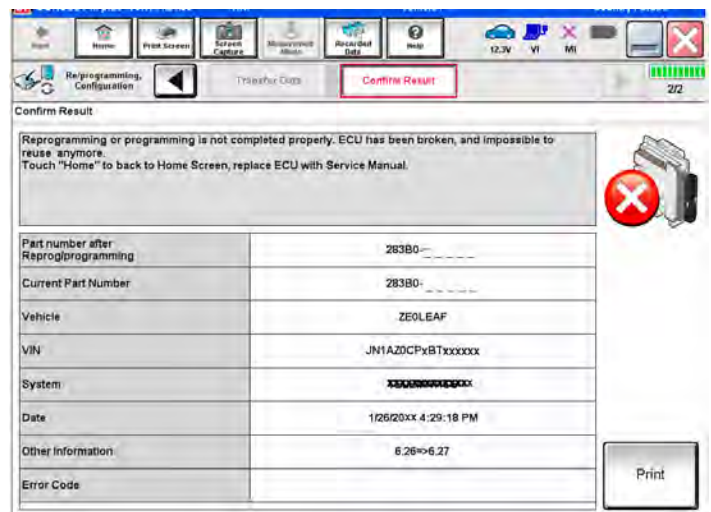 Home
Print Screen
Screen
Capture
Measurement
Mode
Recorded
Data
Help
12.3V
VI
MI
Re/programming,
Configuration
Transfer Data
Confirm Result
2/2
Confirm Result
Reprogramming or programming is not completed properly. ECU has been broken, and impossible to
reuse anymore.
Touch "Home" to back to Home Screen, replace ECU with Service Manual.
Part number after
Reprog/programming
283B0-_ _ _ _ _
Current Part Number
283B0-_ _ _ _ _
Vehicle
ZE0LEAF
VIN
JN1AZ0CPxBTxxxxxx
System
Date
1/26/20xx 4:29:18 PM
Other Information
6.26=>6.27
Error Code
Print